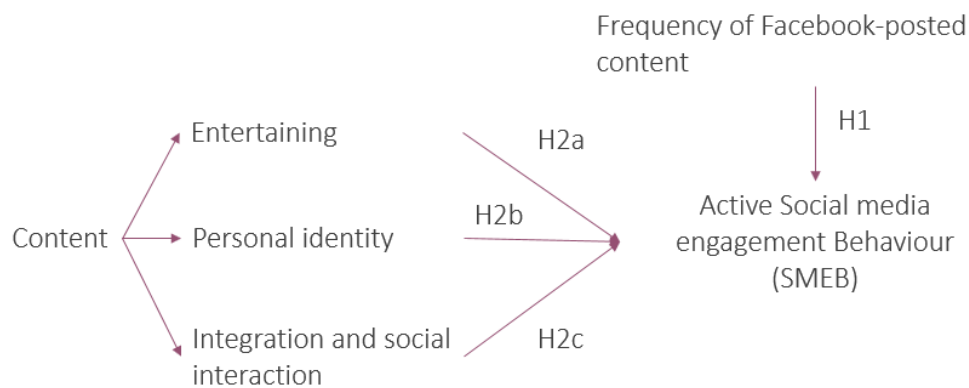 Frequency of Facebook-posted
content
H1
Entertaining
H2a
Active Social media
engagement Behaviour
(SMEB)
H2b
Content
Personal identity
Integration and social
interaction
H2c